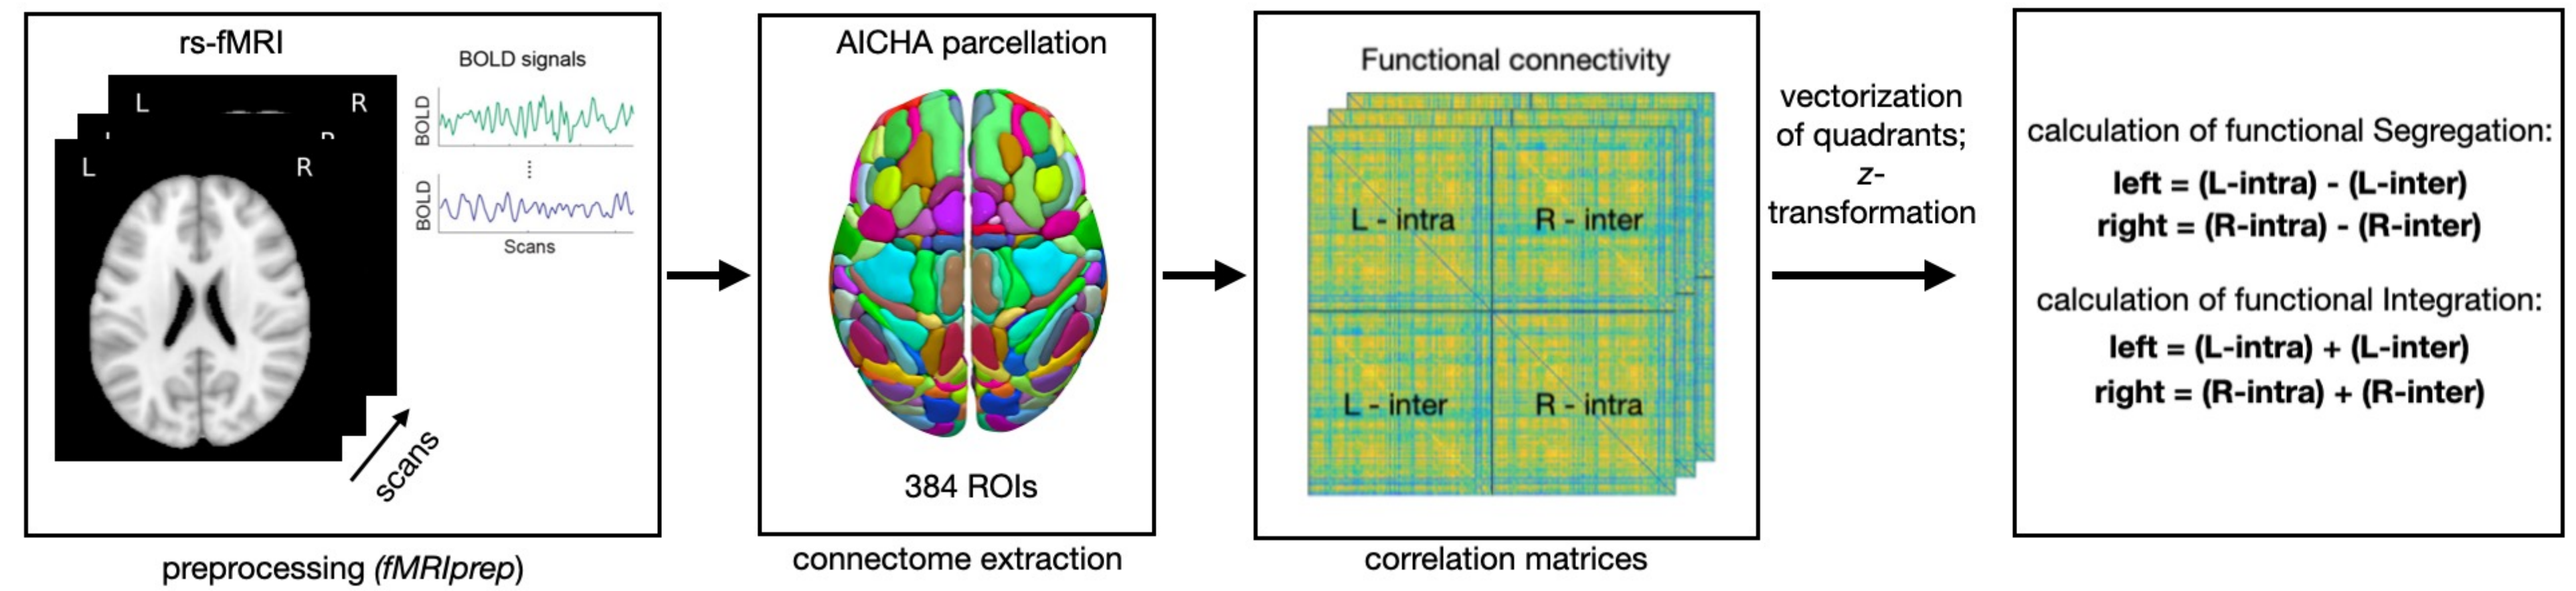 rs-fMRI
L
R
L
R
L
R
scans
BOLD signals
BOLD
BOLD
Scans
preprocessing (fMRIprep)
AICHA parcellation
384 ROIs
connectome extraction
Functional connectivity
L - intra
R - inter
L - inter
R - intra
correlation matrices
vectorization
of quadrants;
z-
transformation
calculation of functional Segregation:
left = (L-intra) - (L-inter)
right = (R-intra) - (R-inter)
calculation of functional Integration:
left = (L-intra) + (L-inter)
right = (R-intra) + (R-inter)